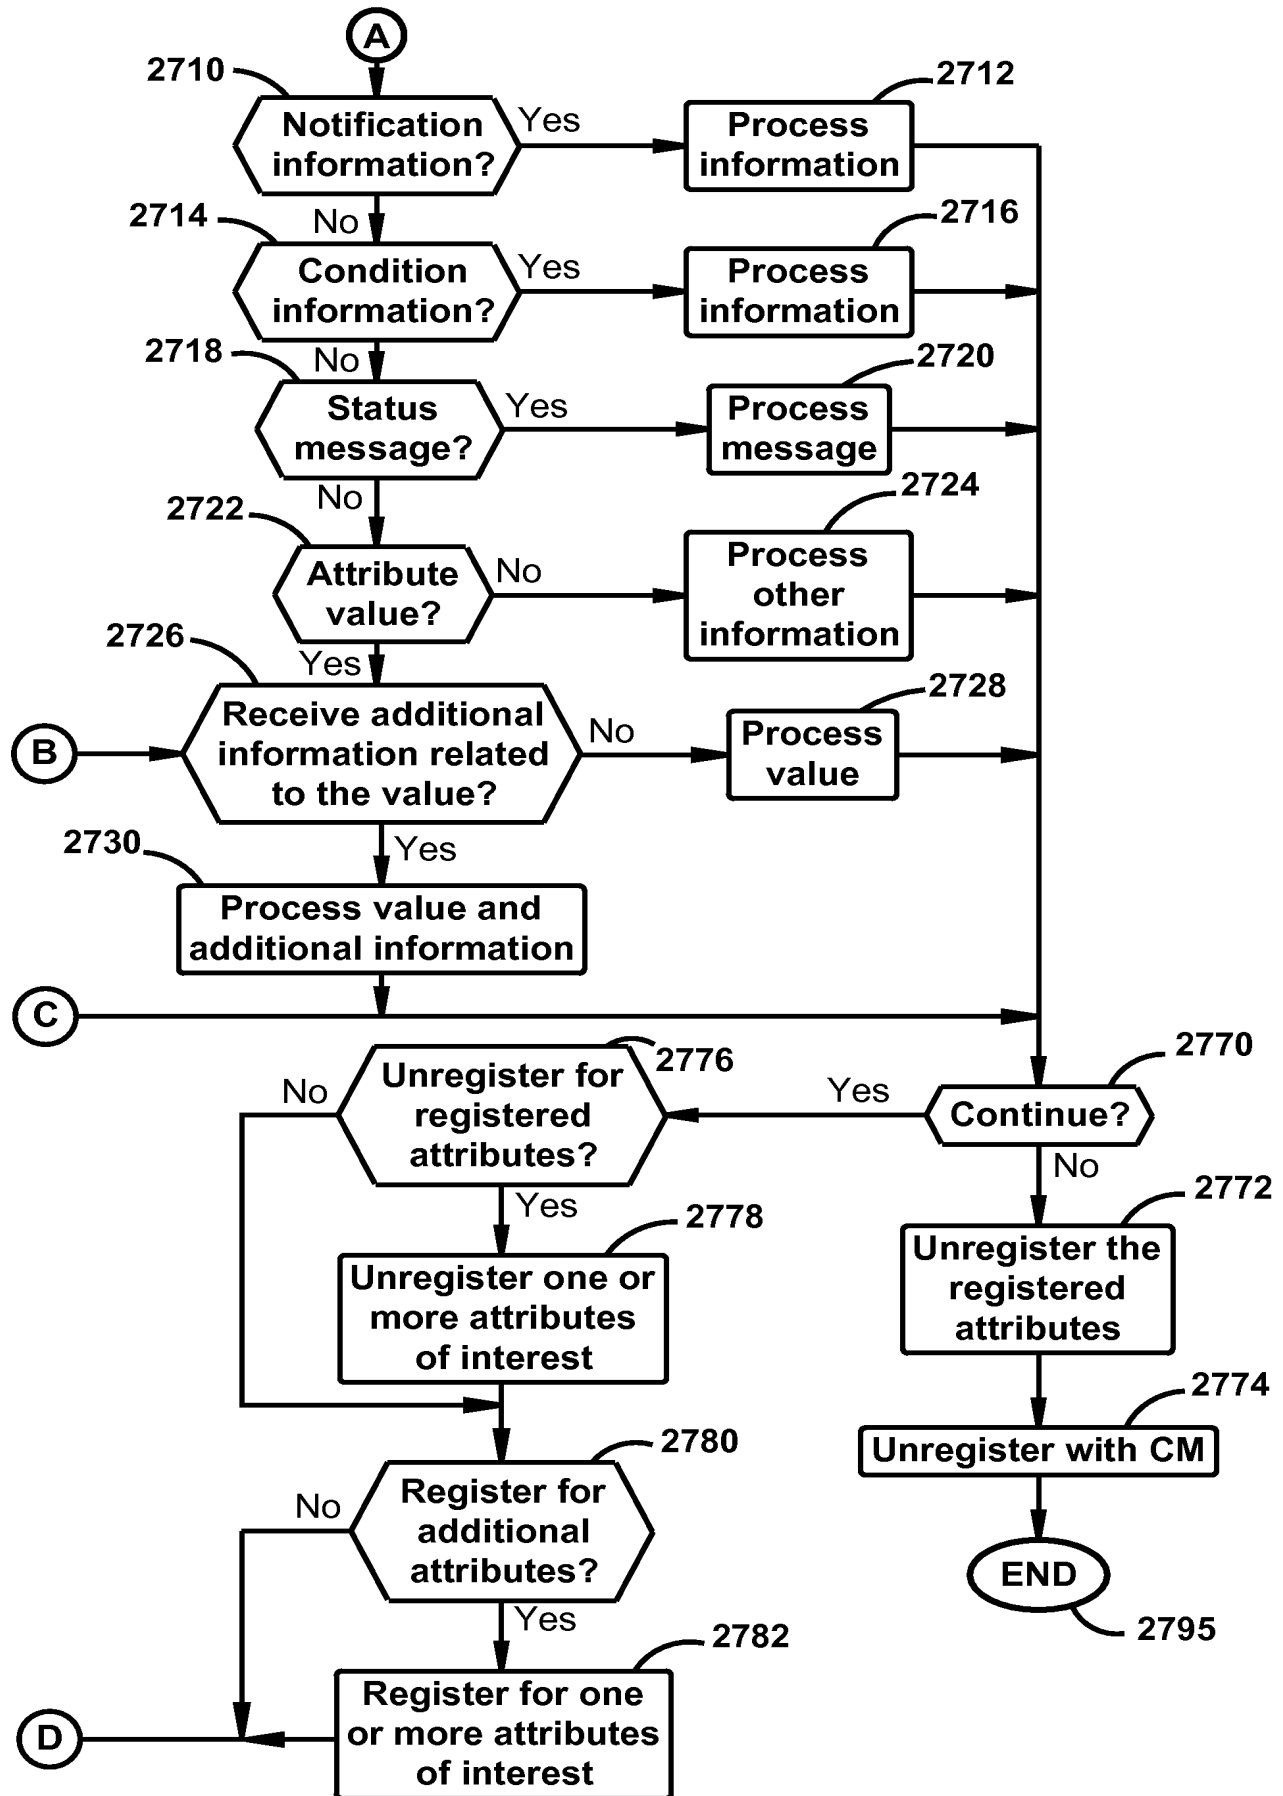 A
2710
2712
Notification
information?
Yes
Process
information
No
2714
2716
Condition
information?
Yes
Process
information
No
2718
2720
Status
message?
Yes
Process
message
No
2722
2724
Attribute
value?
No
Process
other
information
Yes
2726
2728
B
Receive additional
information related
to the value?
No
Process
value
Yes
2730
Process value and
additional information
C
2776
2770
No
Unregister for
registered
attributes?
Yes
Continue?
No
Yes
2772
2778
Unregister the
registered
attributes
Unregister one or
more attributes
of interest
2774
2780
Unregister with CM
No
Register for
additional
attributes?
END
2795
Yes
2782
D
Register for one
or more attributes
of interest